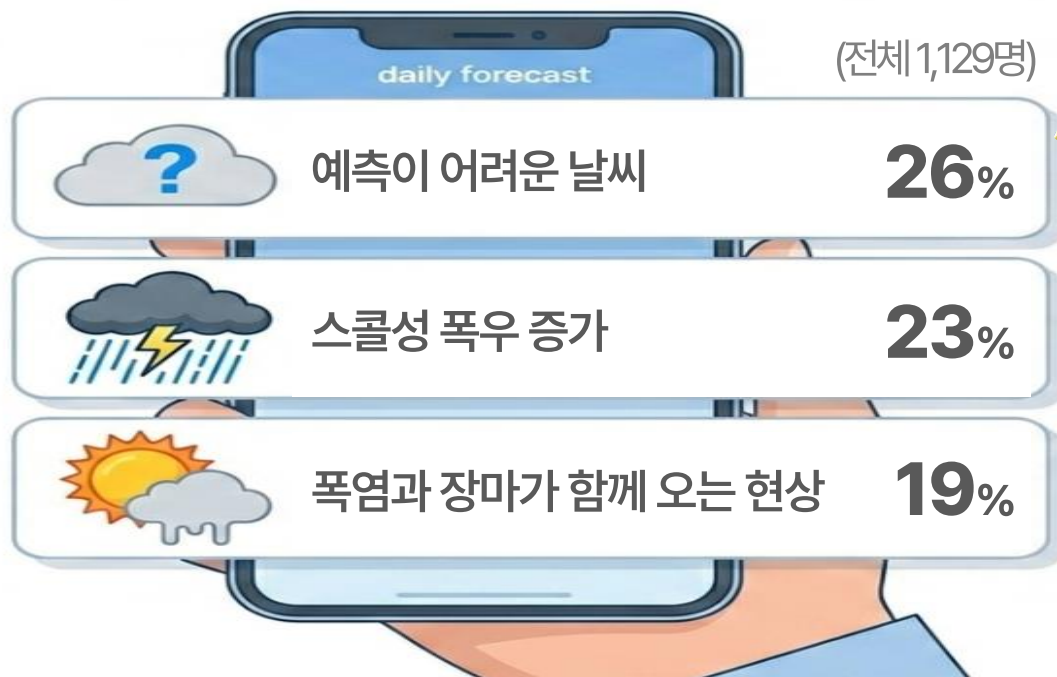 daily forecast
(전체 1,129명)
예측이 어려운 날씨 26%
스콜성 폭우 증가 23%
폭염과 장마가 함께 오는 현상 19%